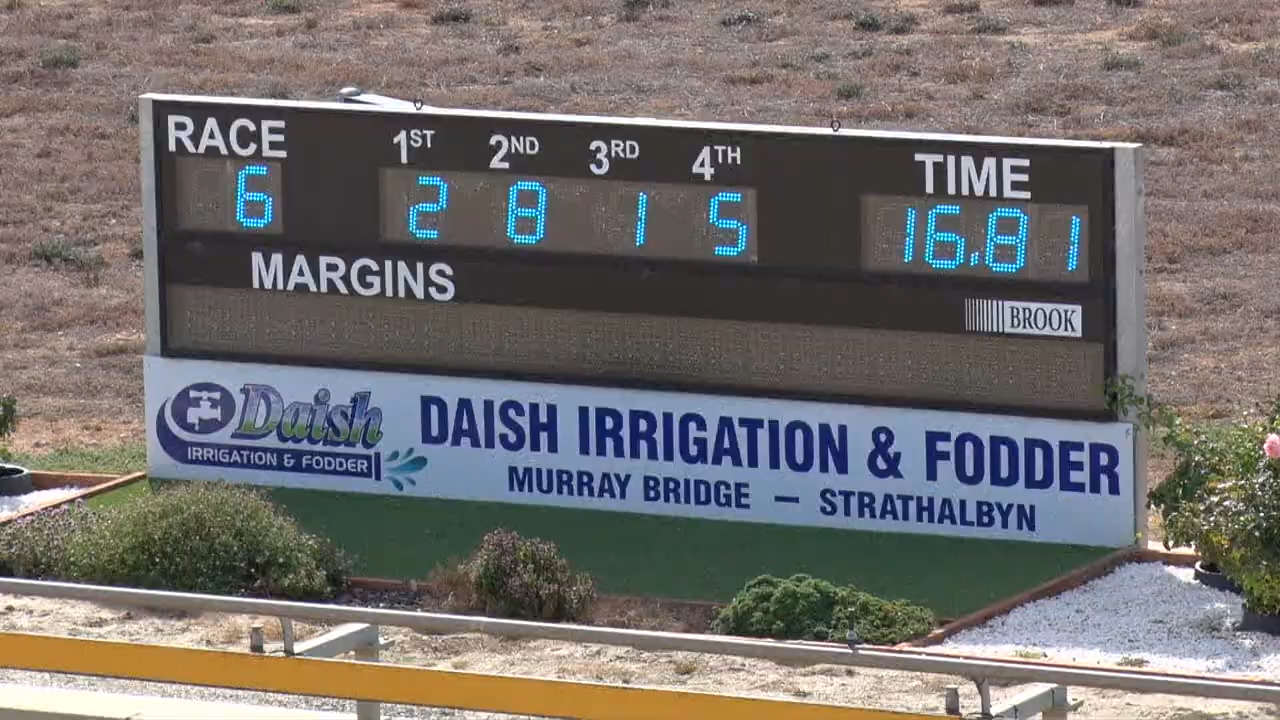 RACE 1ST 2ND 3RD 4TH TIME
6 2 8 1 5 16.81
MARGINS
BROOK
Daish
IRRIGATION & FODDER
DAISH IRRIGATION & FODDER
MURRAY BRIDGE — STRATHALBYN